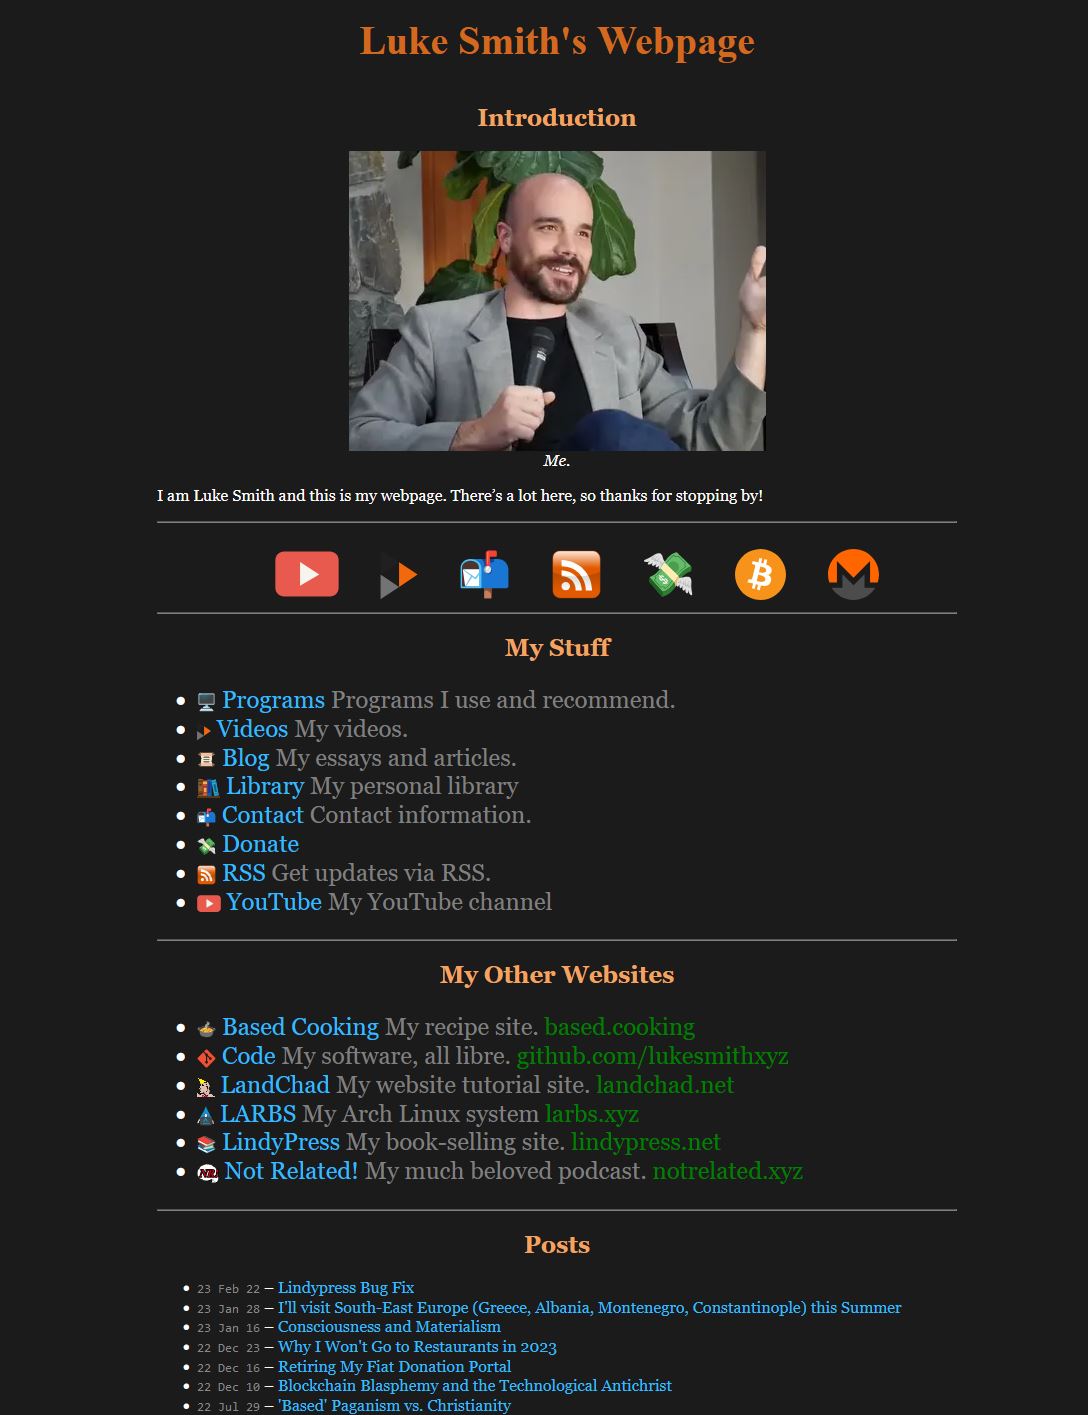 Luke Smith's Webpage
Introduction
Me.
I am Luke Smith and this is my webpage. There’s a lot here, so thanks for stopping by!
My Stuff
Programs Programs I use and recommend.
Videos My videos.
Blog My essays and articles.
Library My personal library
Contact Contact information.
Donate
RSS Get updates via RSS.
YouTube My YouTube channel
My Other Websites
Based Cooking My recipe site. based.cooking
Code My software, all libre. github.com/lukesmithxyz
LandChad My website tutorial site. landchad.net
LARBS My Arch Linux system larbs.xyz
LindyPress My book-selling site. lindypress.net
Not Related! My much beloved podcast. notrelated.xyz
Posts
23 Feb 22 – Lindypress Bug Fix
23 Jan 28 – I'll visit South-East Europe (Greece, Albania, Montenegro, Constantinople) this Summer
23 Jan 16 – Consciousness and Materialism
22 Dec 23 – Why I Won't Go to Restaurants in 2023
22 Dec 16 – Retiring My Fiat Donation Portal
22 Dec 10 – Blockchain Blasphemy and the Technological Antichrist
22 Jul 29 – 'Based' Paganism vs. Christianity